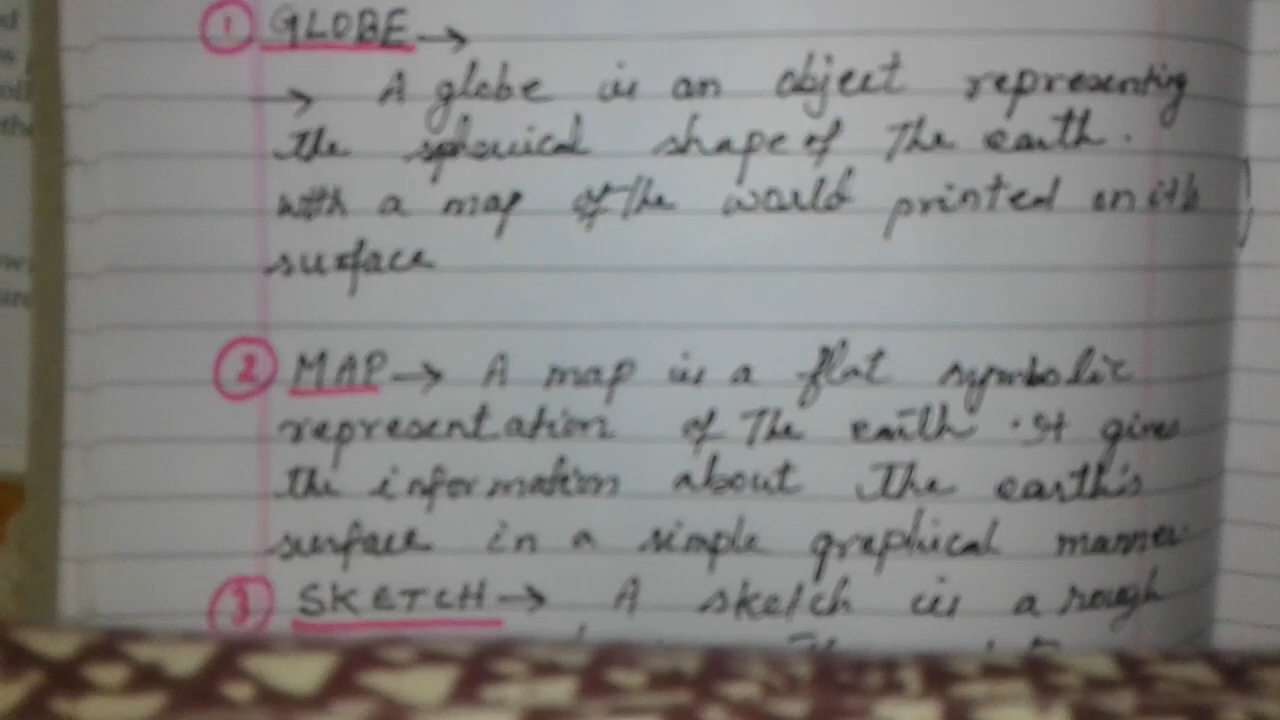 ① GLOBE →
→ A globe is an object representing
the spherical shape of The earth.
with a map of the world printed on its
surface
② MAP → A map is a flat symbolic
representation of The earth. It gives
the information about The earth's
surface in a simple graphical manner.
③ SKETCH → A sketch is a rough